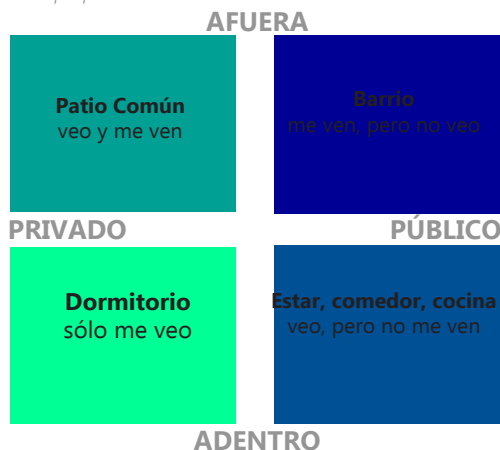 AFUERA
Patio Común
veo y me ven
Barrio
me ven, pero no veo
PRIVADO
PÚBLICO
Dormitorio
sólo me veo
Estar, comedor, cocina
veo, pero no me ven
ADENTRO